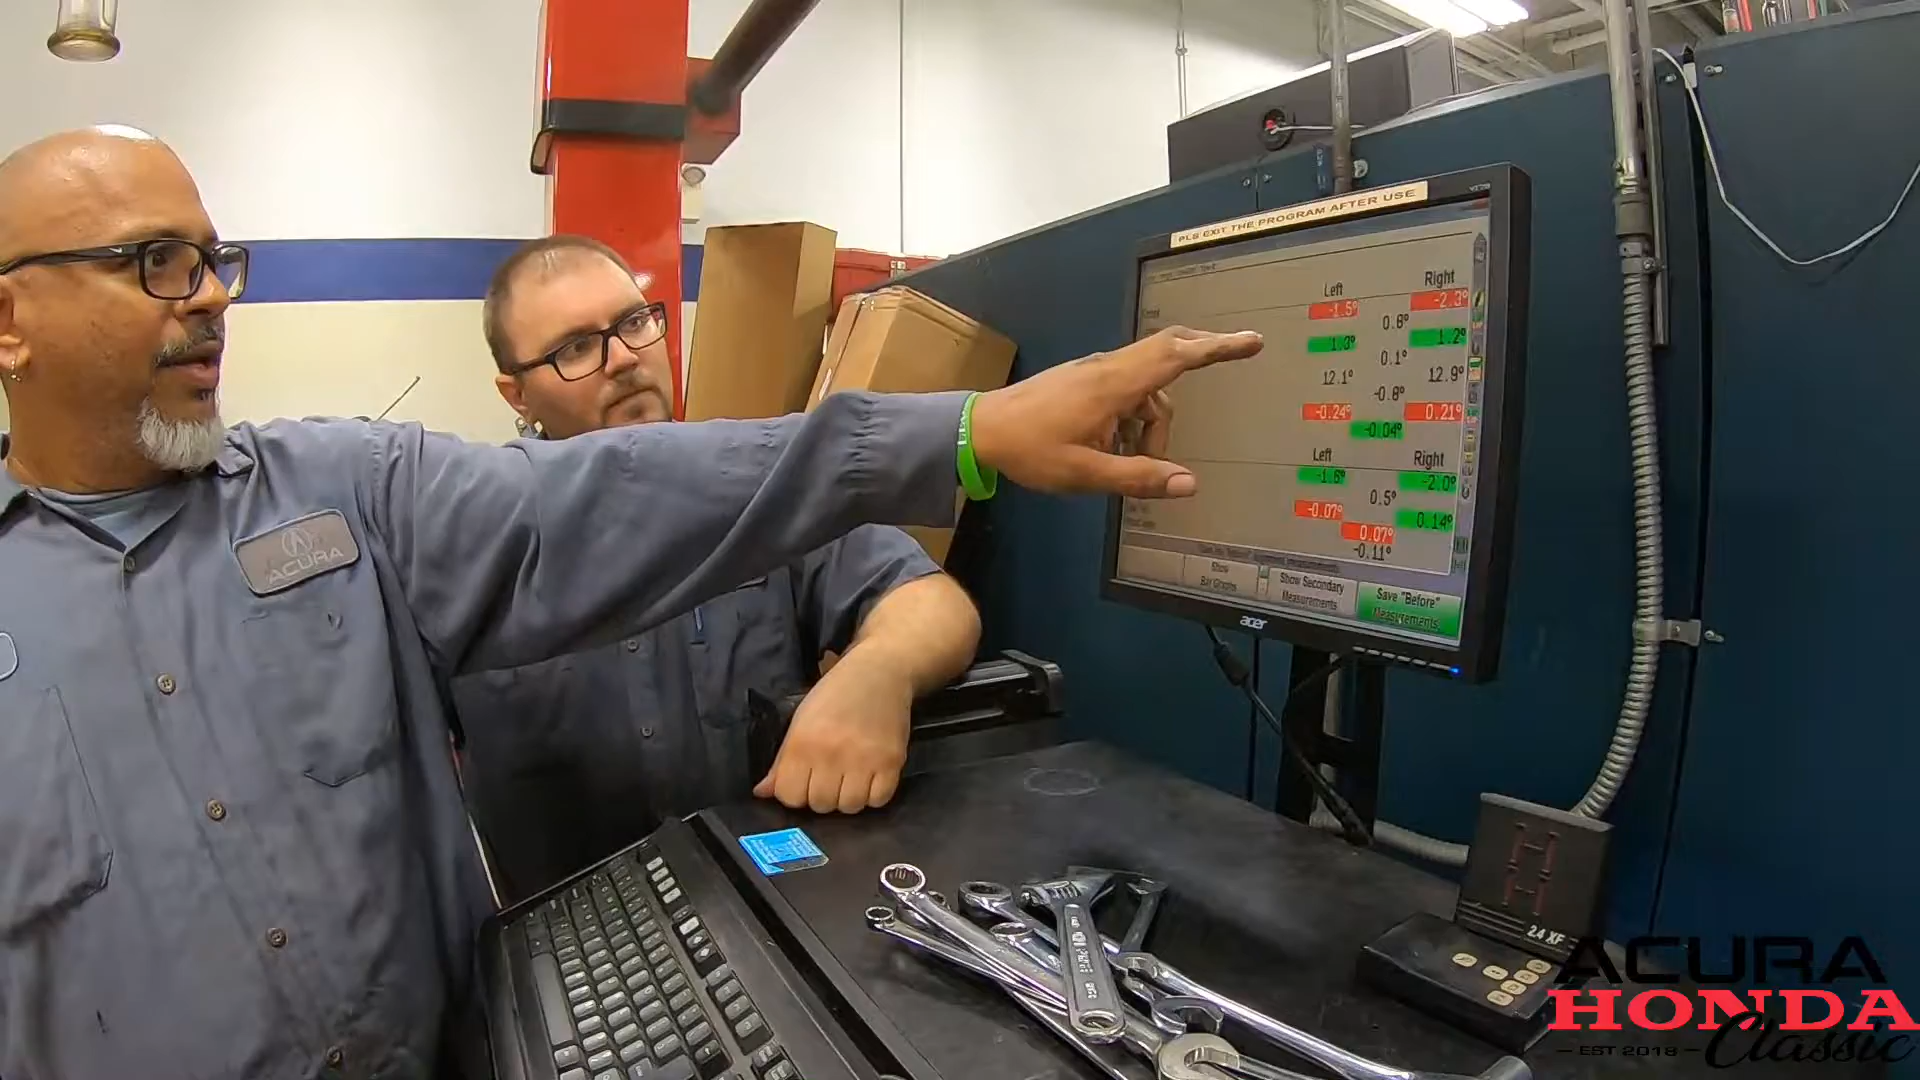 PLS EXIT THE PROGRAM AFTER USE
Left Right
-1.5° -2.3°
0.8°
1.3° 1.2°
0.1°
12.1° 12.9°
-0.8°
-0.24° 0.21°
-0.04°
Left Right
-1.6° -2.0°
0.5°
-0.07° 0.14°
0.07°
-0.11°
Show
Bar Graphs
Show Secondary
Measurements
Save "Before"
Measurements
acer
ACURA
2.4 XF
ACURA
HONDA
EST 2018
Classic